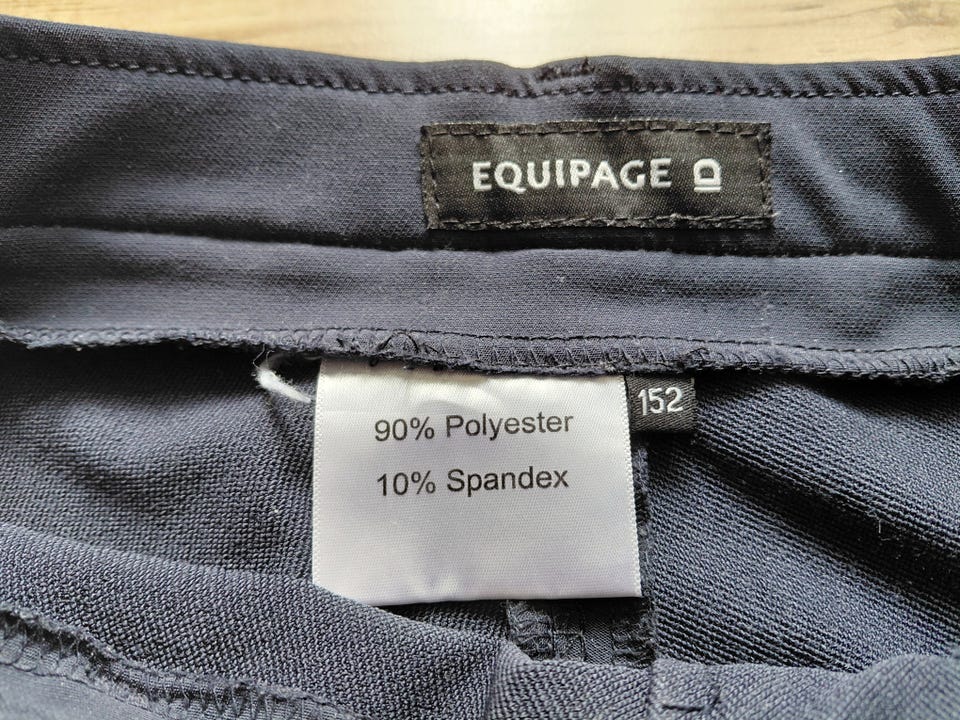 EQUIPAGE
152
90% Polyester
10% Spandex